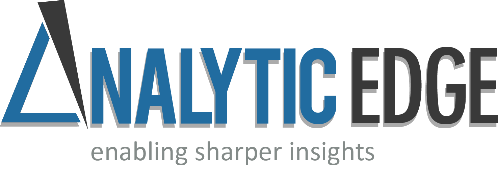 ANALYTIC EDGE
enabling sharper insights